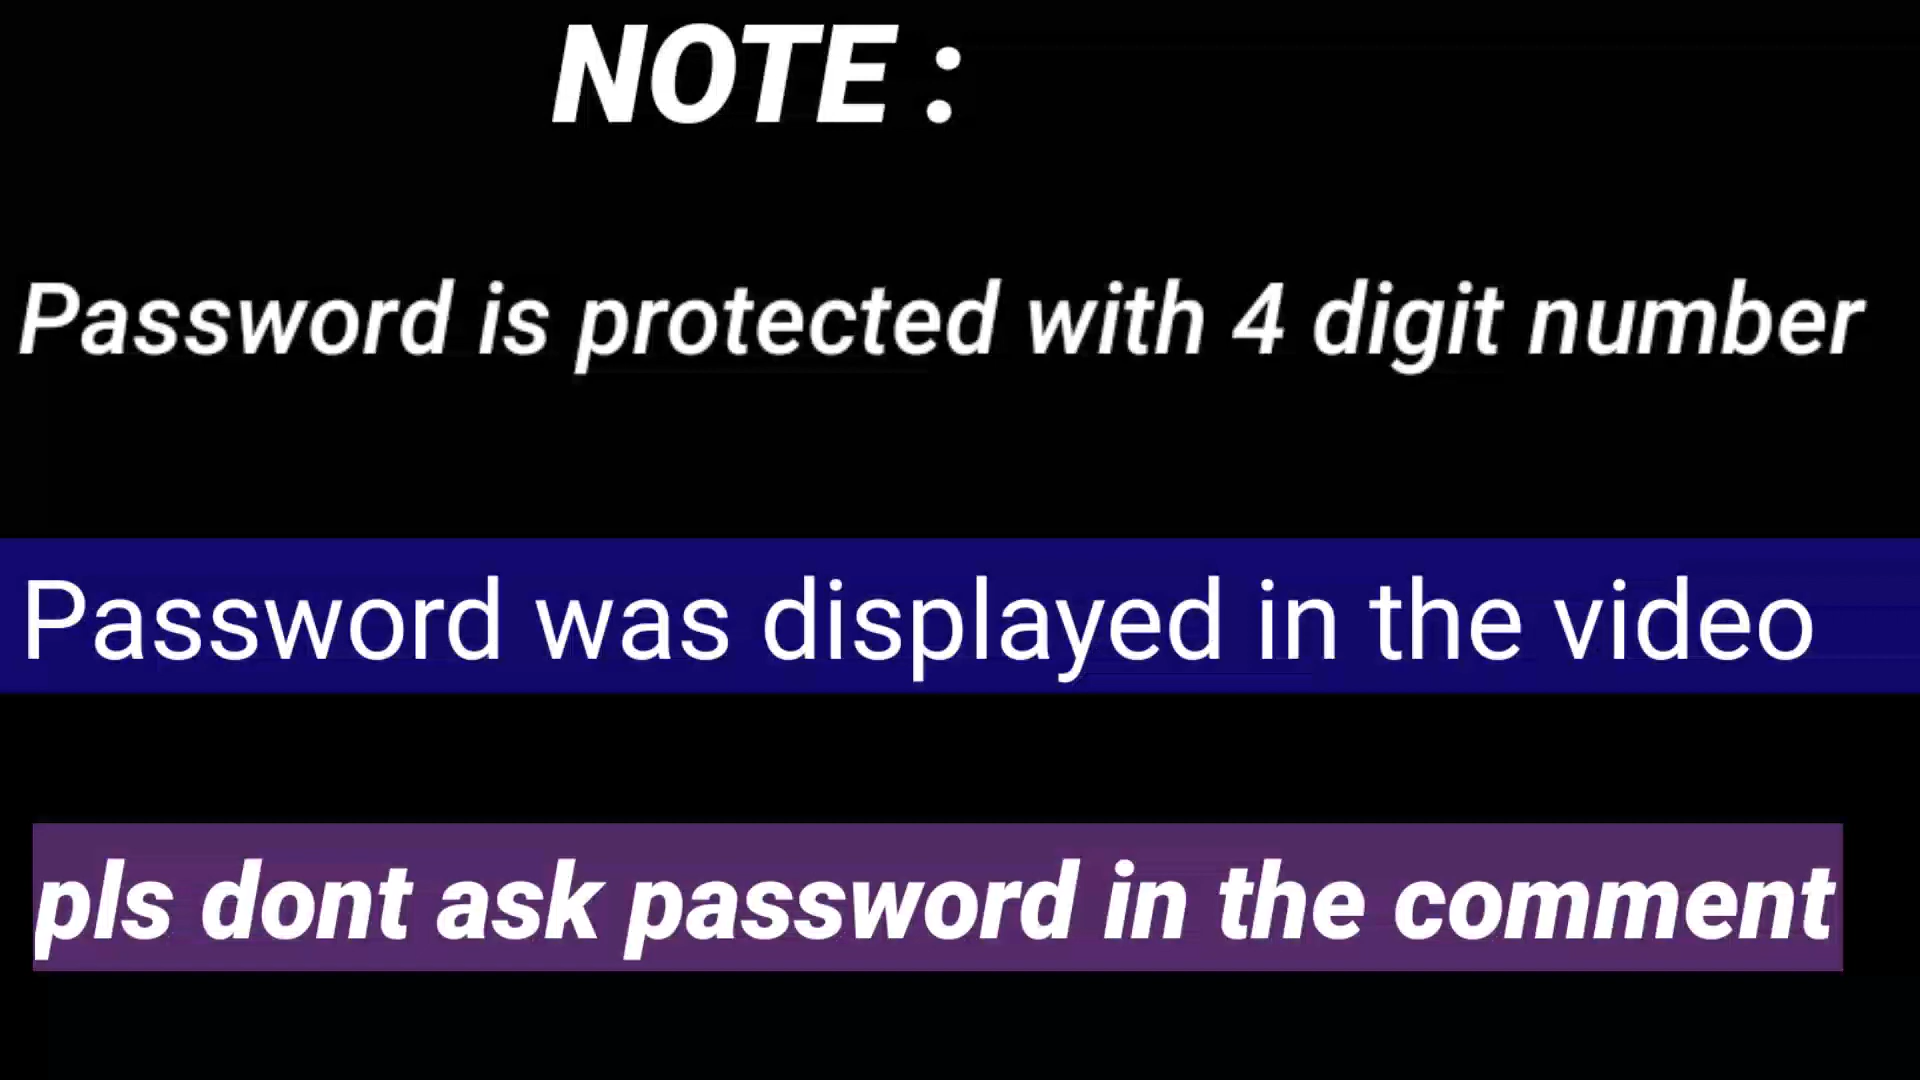 NOTE :
Password is protected with 4 digit number
Password was displayed in the video
pls dont ask password in the comment